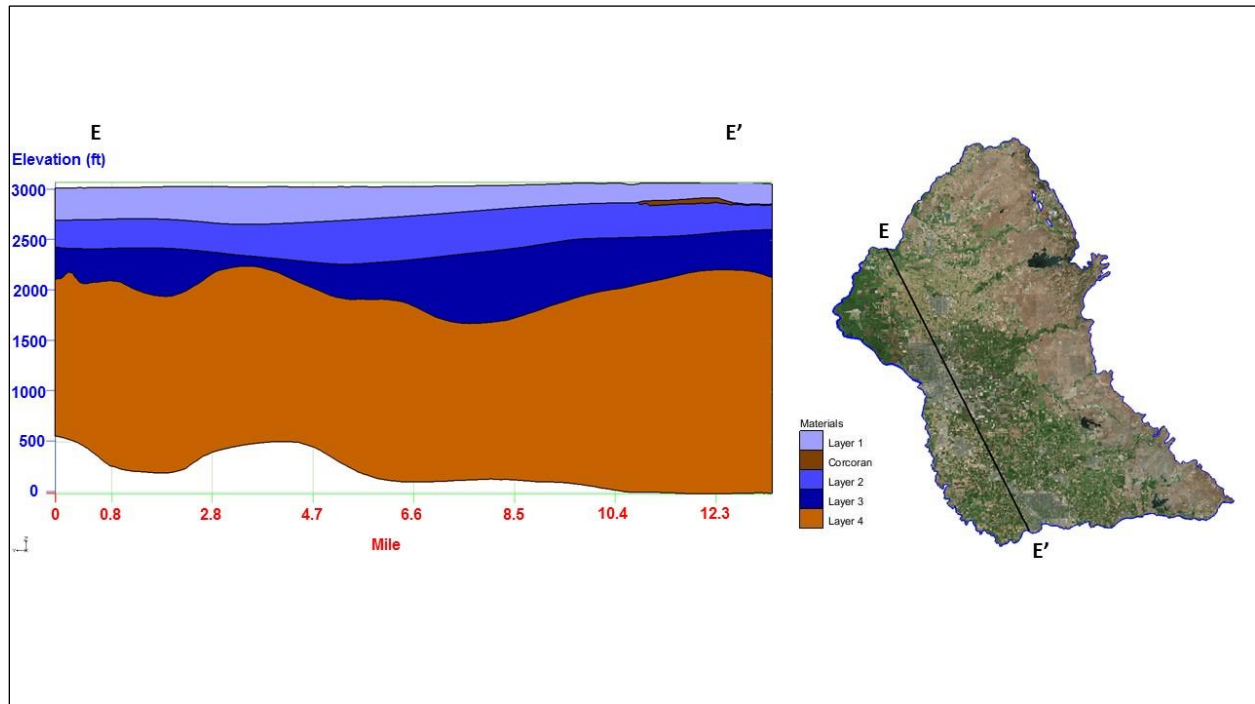 E E’
Elevation (ft)
3000
2500
2000
1500
1000
500
0
0 0.8 2.8 4.7 6.6 8.5 10.4 12.3
Mile
Materials
Layer 1
Corcoran
Layer 2
Layer 3
Layer 4
E
E’